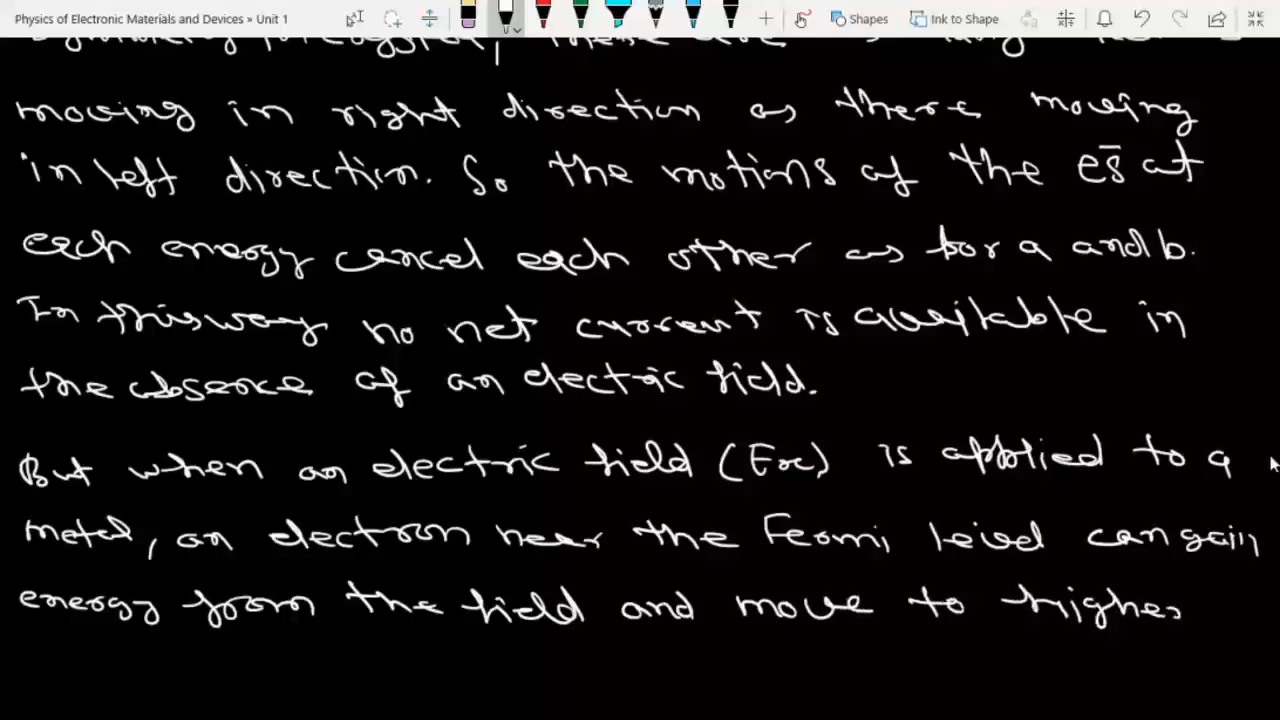 Physics of Electronic Materials and Devices » Unit 1
Shapes
Ink to Shape
moving in right direction as there moving
in left direction. So the motions of the es̄ at
each energy cancel each other as for a and b.
In this way no net current is available in
the absence of an electric field.
But when an electric field (Ex) is applied to a
metal, an electron near the Fermi level can gain
energy from the field and move to higher